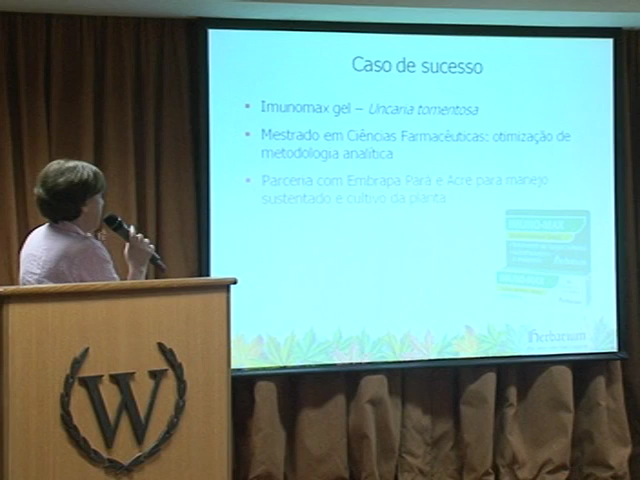 Caso de sucesso
• Imunomax gel – Uncaria tomentosa
• Mestrado em Ciências Farmacêuticas: otimização de
metodologia analítica
• Parceria com Embrapa Pará e Acre para manejo
sustentado e cultivo da planta
Herbarium
W